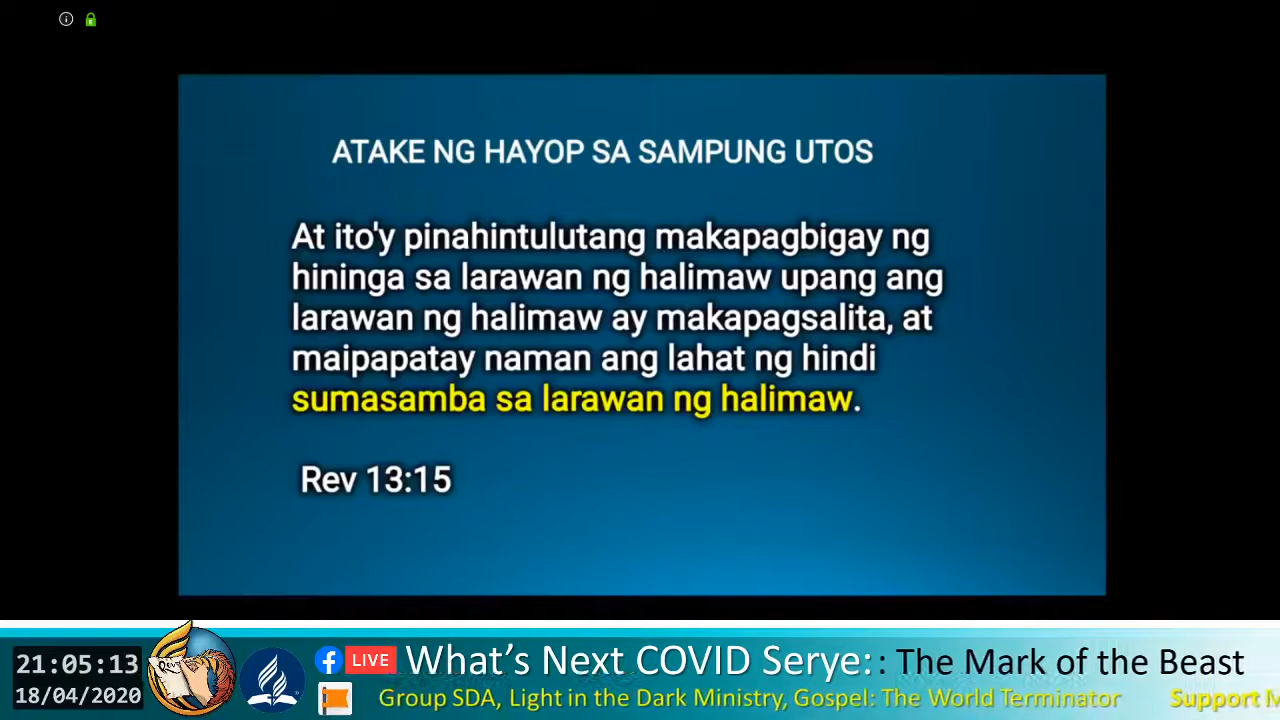 ATAKE NG HAYOP SA SAMPUNG UTOS
At ito'y pinahintulutang makapagbigay ng
hininga sa larawan ng halimaw upang ang
larawan ng halimaw ay makapagsalita, at
maipapatay naman ang lahat ng hindi
sumasamba sa larawan ng halimaw.
Rev 13:15
21:05:13
18/04/2020
LIVE
What's Next COVID Serye: : The Mark of the Beast
Group SDA, Light in the Dark Ministry, Gospel: The World Terminator Support